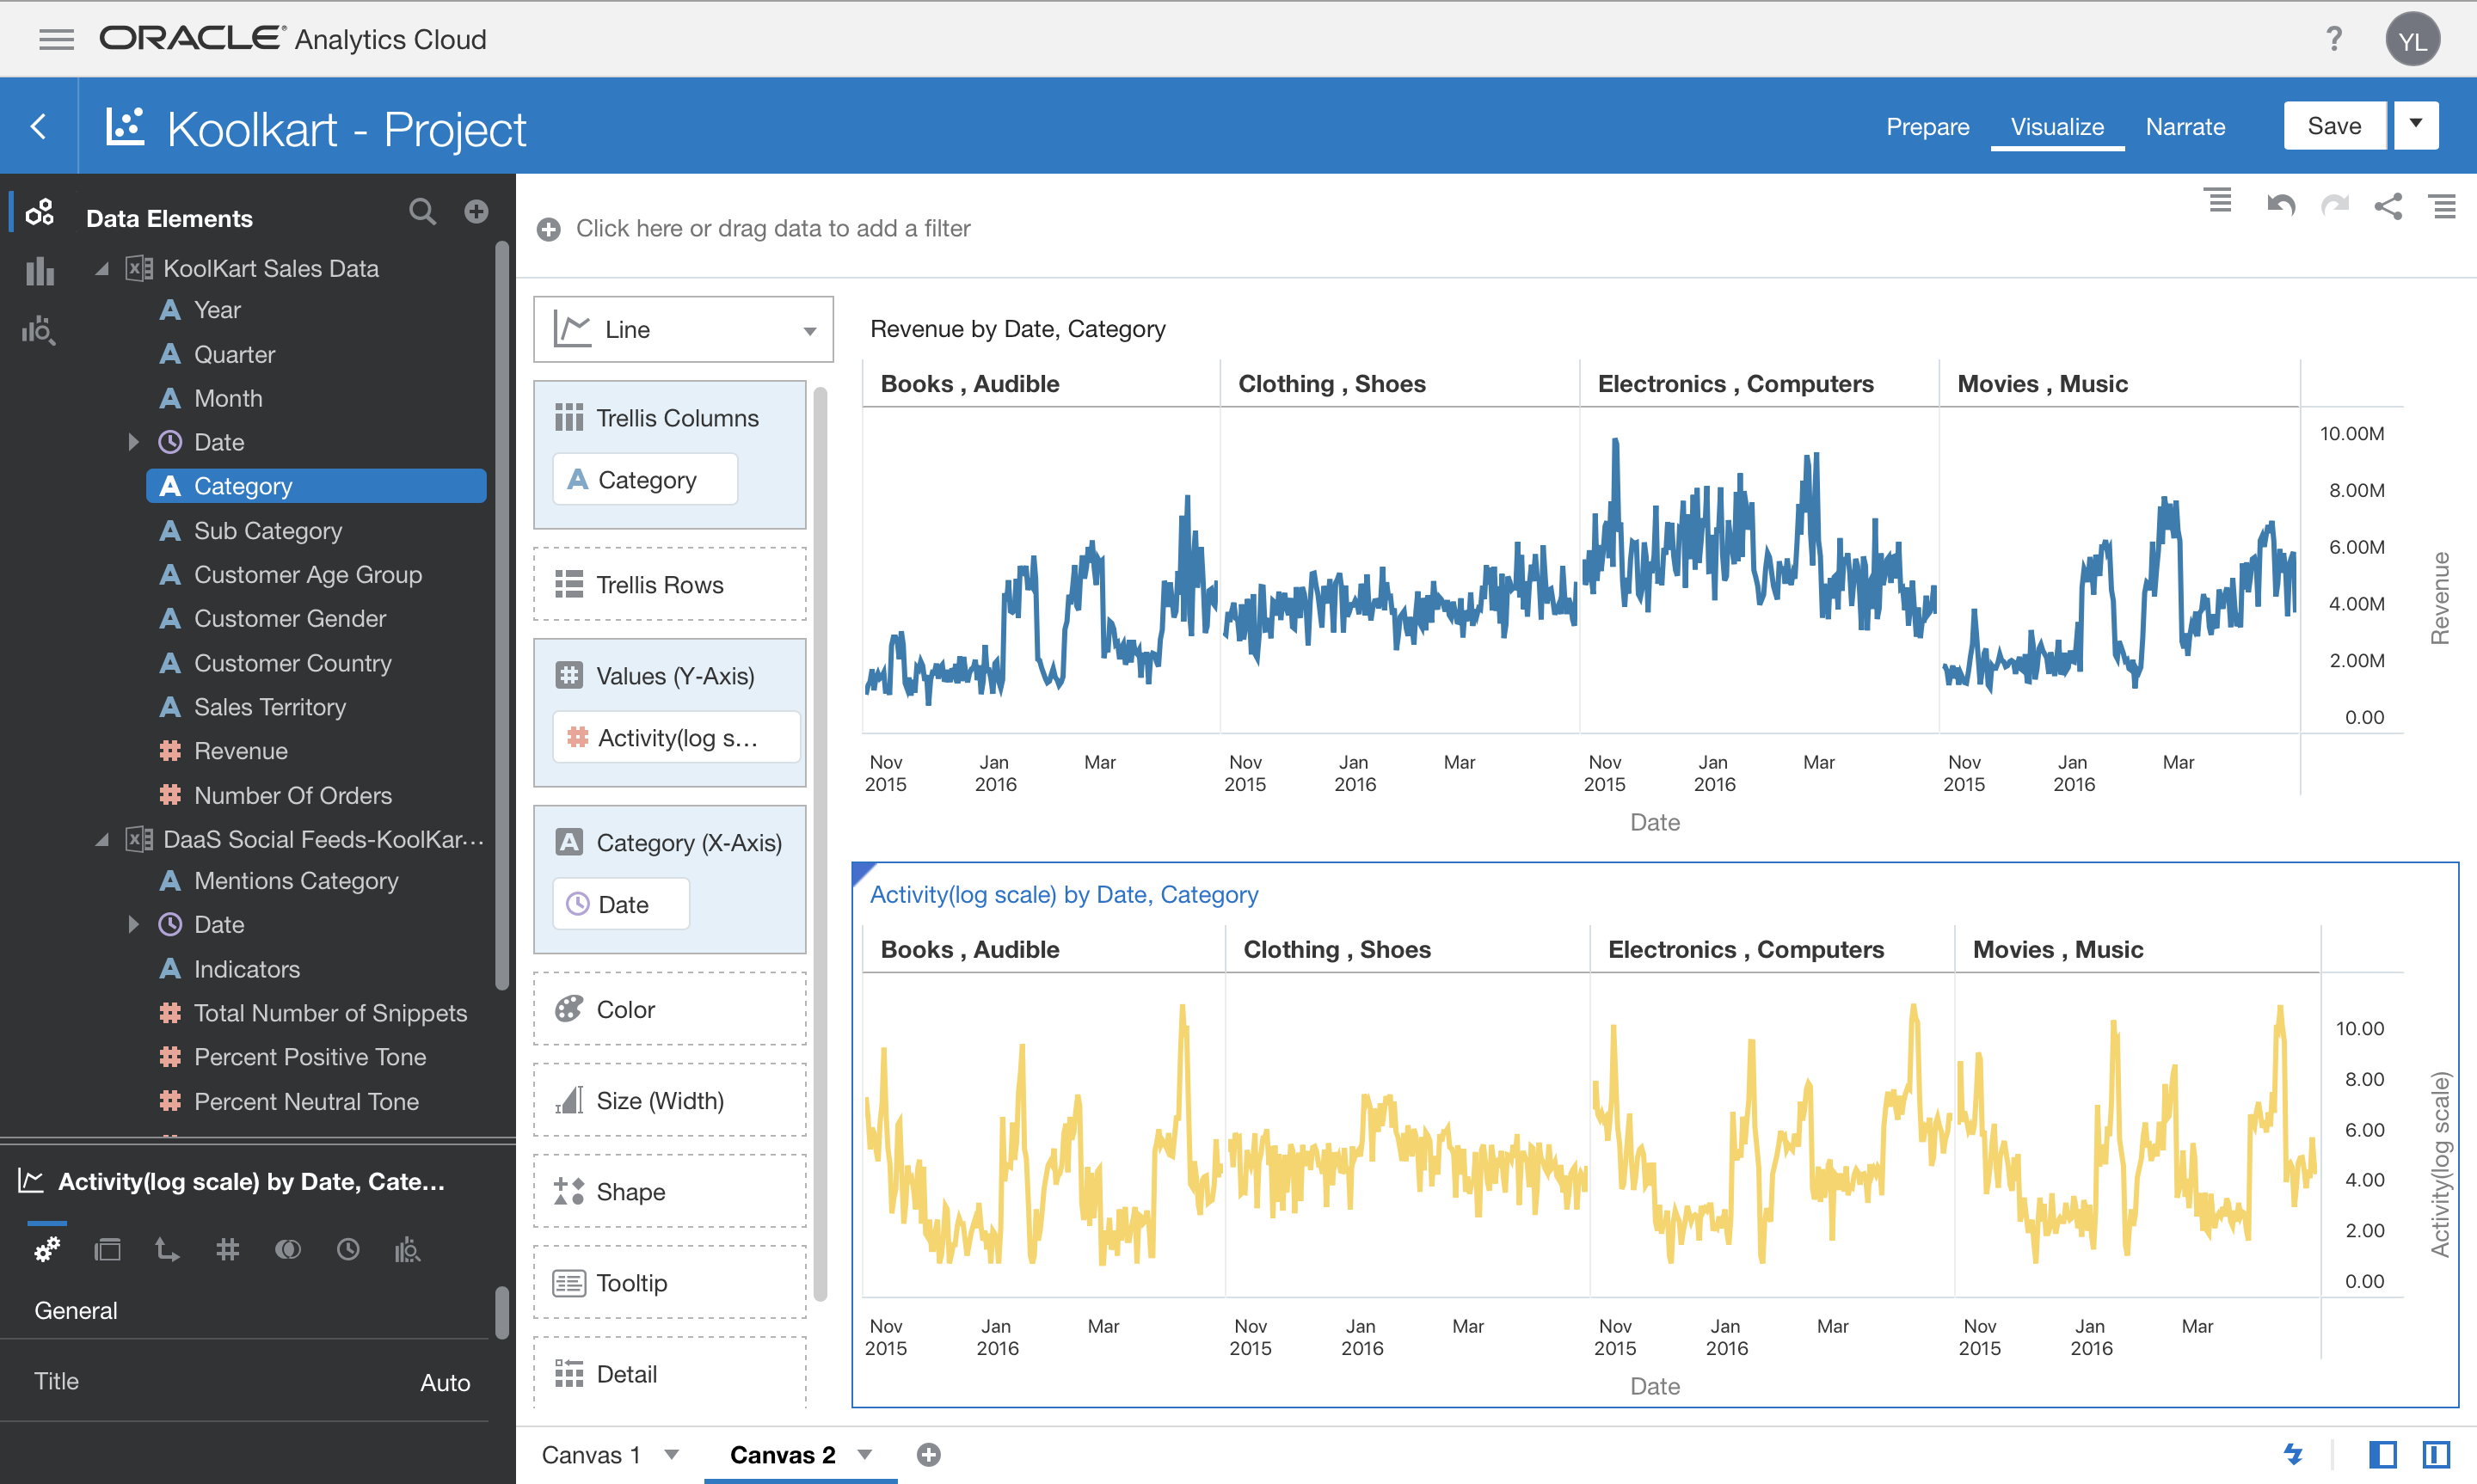 ORACLE® Analytics Cloud
? YL
Koolkart - Project
Prepare Visualize Narrate Save
Data Elements
KoolKart Sales Data
A Year
A Quarter
A Month
Date
A Category
A Sub Category
A Customer Age Group
A Customer Gender
A Customer Country
A Sales Territory
# Revenue
# Number Of Orders
DaaS Social Feeds-KoolKar...
A Mentions Category
Date
A Indicators
# Total Number of Snippets
# Percent Positive Tone
# Percent Neutral Tone
Activity(log scale) by Date, Cate...
General
Title Auto
Click here or drag data to add a filter
Line
Trellis Columns
A Category
Trellis Rows
Values (Y-Axis)
# Activity(log s...
A Category (X-Axis)
Date
Color
Size (Width)
Shape
Tooltip
Detail
Revenue by Date, Category
Books , Audible Clothing , Shoes Electronics , Computers Movies , Music
10.00M
8.00M
6.00M
4.00M
2.00M
0.00
Revenue
Nov Jan Mar Nov Jan Mar Nov Jan Mar Nov Jan Mar
2015 2016 2015 2016 2015 2016 2015 2016
Date
Activity(log scale) by Date, Category
Books , Audible Clothing , Shoes Electronics , Computers Movies , Music
10.00
8.00
6.00
4.00
2.00
0.00
Activity(log scale)
Nov Jan Mar Nov Jan Mar Nov Jan Mar Nov Jan Mar
2015 2016 2015 2016 2015 2016 2015 2016
Date
Canvas 1 Canvas 2